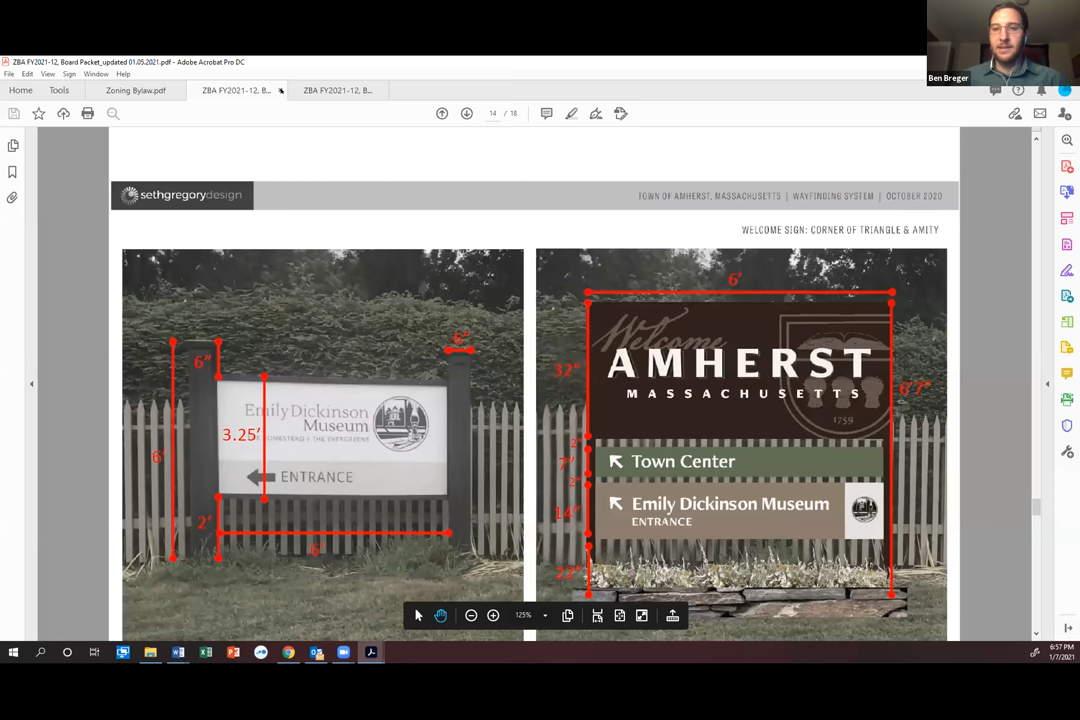 ZBA FY2021-12, Board Packet_updated 01.05.2021.pdf - Adobe Acrobat Pro DC
File Edit View Sign Window Help
Ben Breger
Home Tools Zoning Bylaw.pdf ZBA FY2021-12, B... ZBA FY2021-12, B...
14 / 18
sethgregorydesign
TOWN OF AMHERST, MASSACHUSETTS | WAYFINDING SYSTEM | OCTOBER 2020
WELCOME SIGN: CORNER OF TRIANGLE & AMITY
6"
6"
3.25'
6'
2'
6'
EmilyDickinson
Museum
ENTRANCE
6'
32"
6'7"
2"
7"
2"
14"
22"
Welcome
AMHERST
MASSACHUSETTS
1759
Town Center
Emily Dickinson Museum
ENTRANCE
125%
6:57 PM
1/7/2021